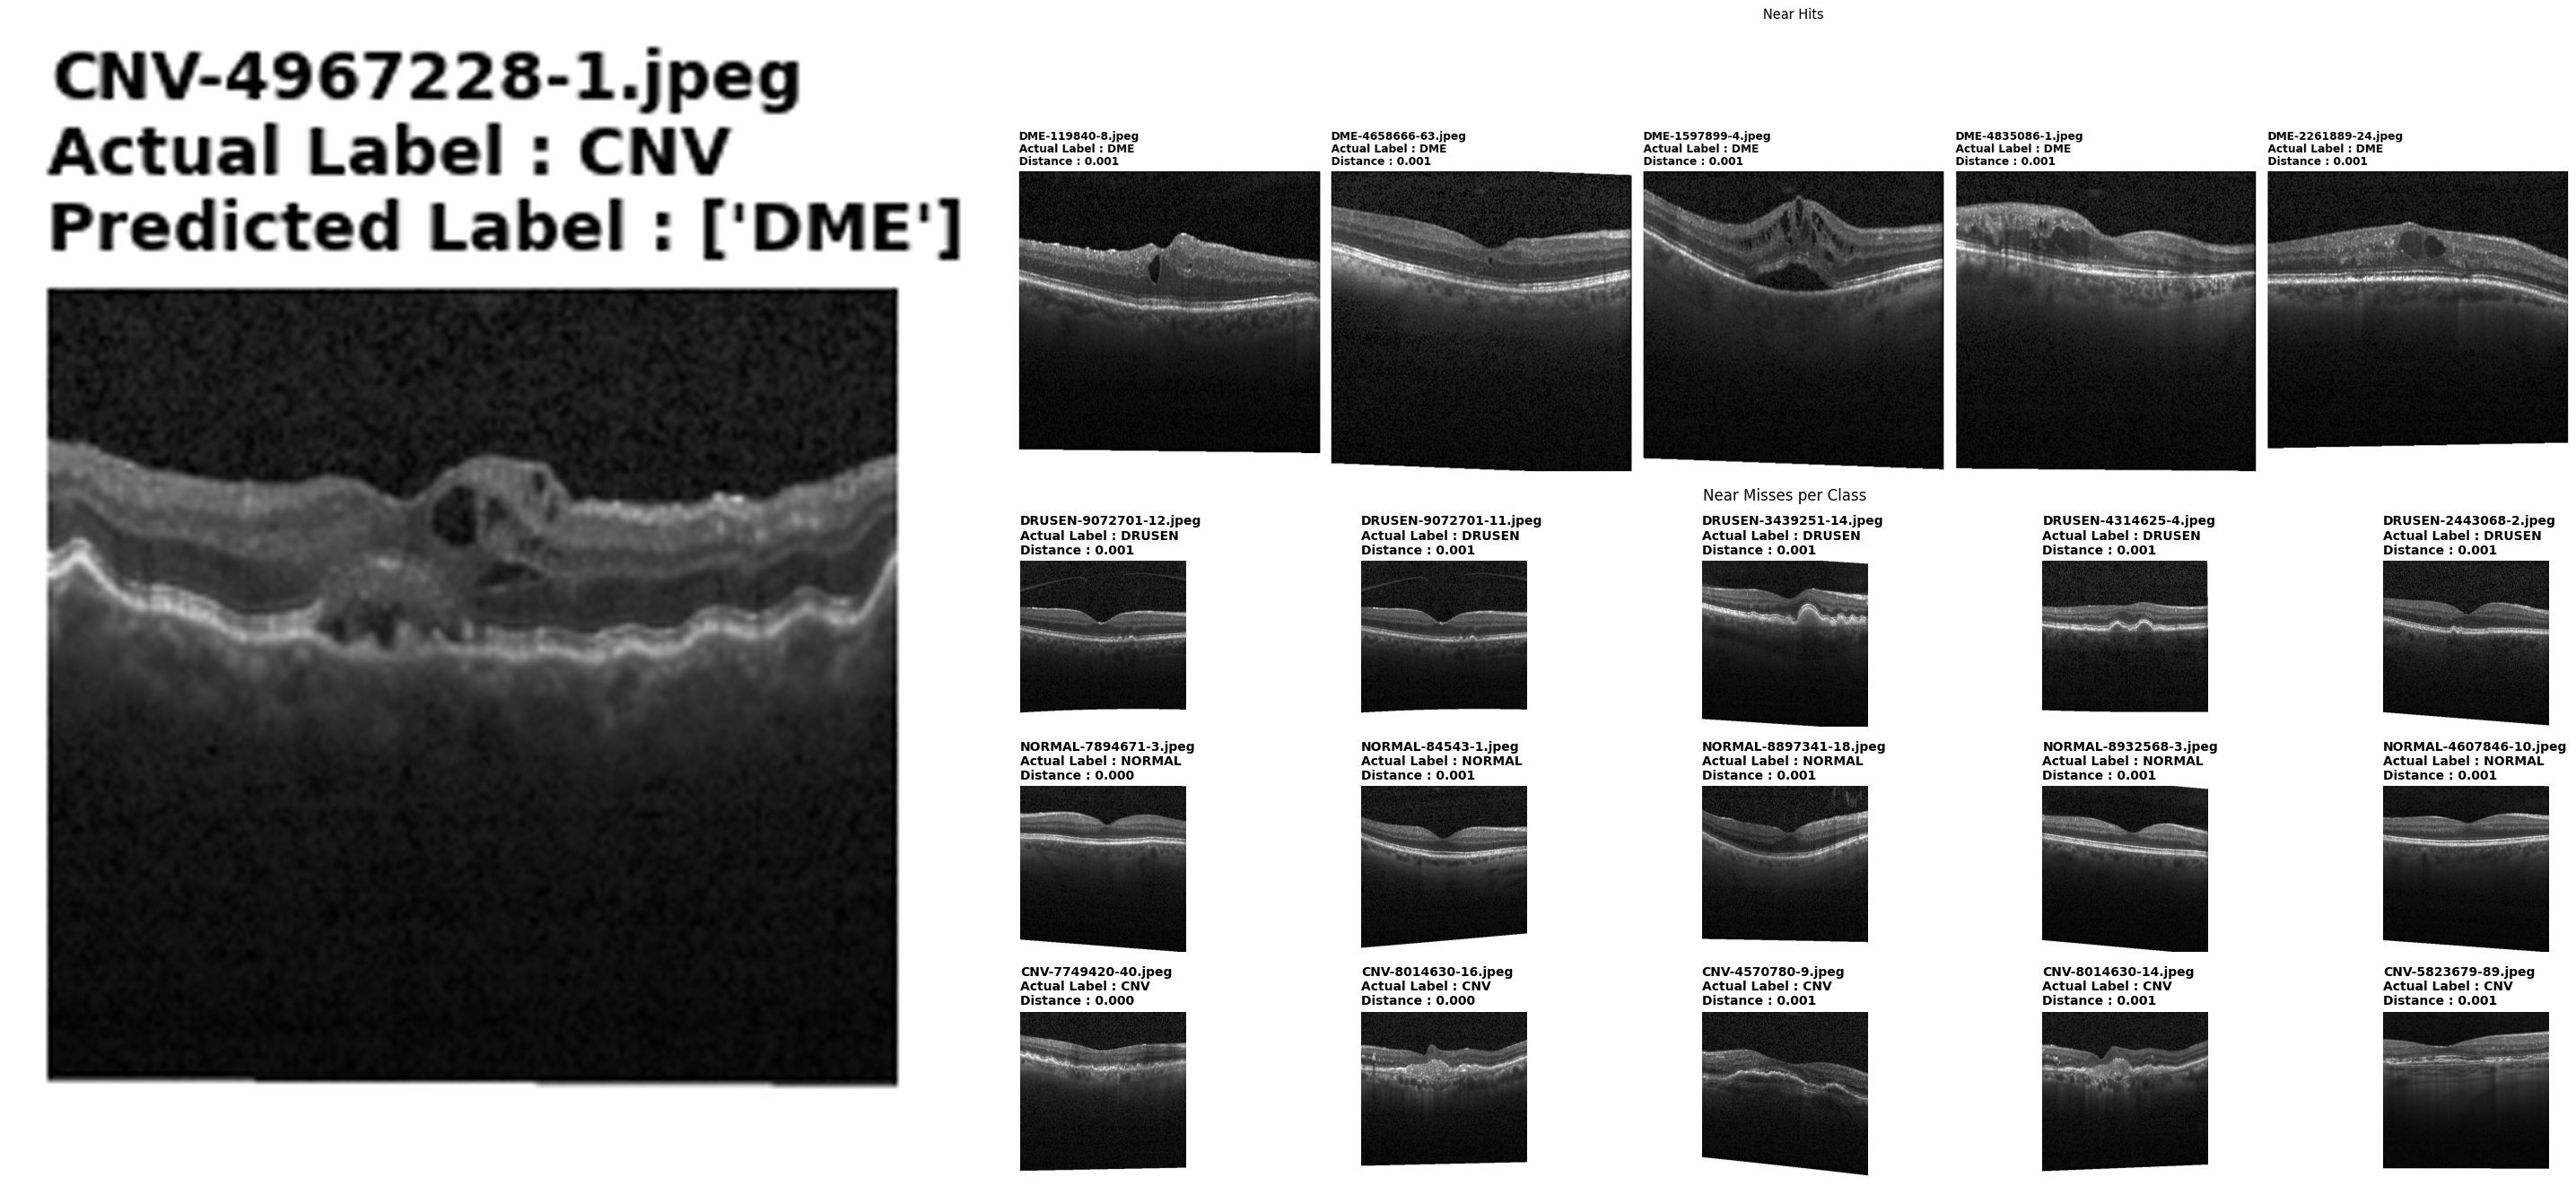 CNV-4967228-1.jpeg
Actual Label : CNV
Predicted Label : ['DME']
Near Hits
DME-119840-8.jpeg
Actual Label : DME
Distance : 0.001
DME-4658666-63.jpeg
Actual Label : DME
Distance : 0.001
DME-1597899-4.jpeg
Actual Label : DME
Distance : 0.001
DME-4835086-1.jpeg
Actual Label : DME
Distance : 0.001
DME-2261889-24.jpeg
Actual Label : DME
Distance : 0.001
Near Misses per Class
DRUSEN-9072701-12.jpeg
Actual Label : DRUSEN
Distance : 0.001
DRUSEN-9072701-11.jpeg
Actual Label : DRUSEN
Distance : 0.001
DRUSEN-3439251-14.jpeg
Actual Label : DRUSEN
Distance : 0.001
DRUSEN-4314625-4.jpeg
Actual Label : DRUSEN
Distance : 0.001
DRUSEN-2443068-2.jpeg
Actual Label : DRUSEN
Distance : 0.001
NORMAL-7894671-3.jpeg
Actual Label : NORMAL
Distance : 0.000
NORMAL-84543-1.jpeg
Actual Label : NORMAL
Distance : 0.001
NORMAL-8897341-18.jpeg
Actual Label : NORMAL
Distance : 0.001
NORMAL-8932568-3.jpeg
Actual Label : NORMAL
Distance : 0.001
NORMAL-4607846-10.jpeg
Actual Label : NORMAL
Distance : 0.001
CNV-7749420-40.jpeg
Actual Label : CNV
Distance : 0.000
CNV-8014630-16.jpeg
Actual Label : CNV
Distance : 0.000
CNV-4570780-9.jpeg
Actual Label : CNV
Distance : 0.001
CNV-8014630-14.jpeg
Actual Label : CNV
Distance : 0.001
CNV-5823679-89.jpeg
Actual Label : CNV
Distance : 0.001